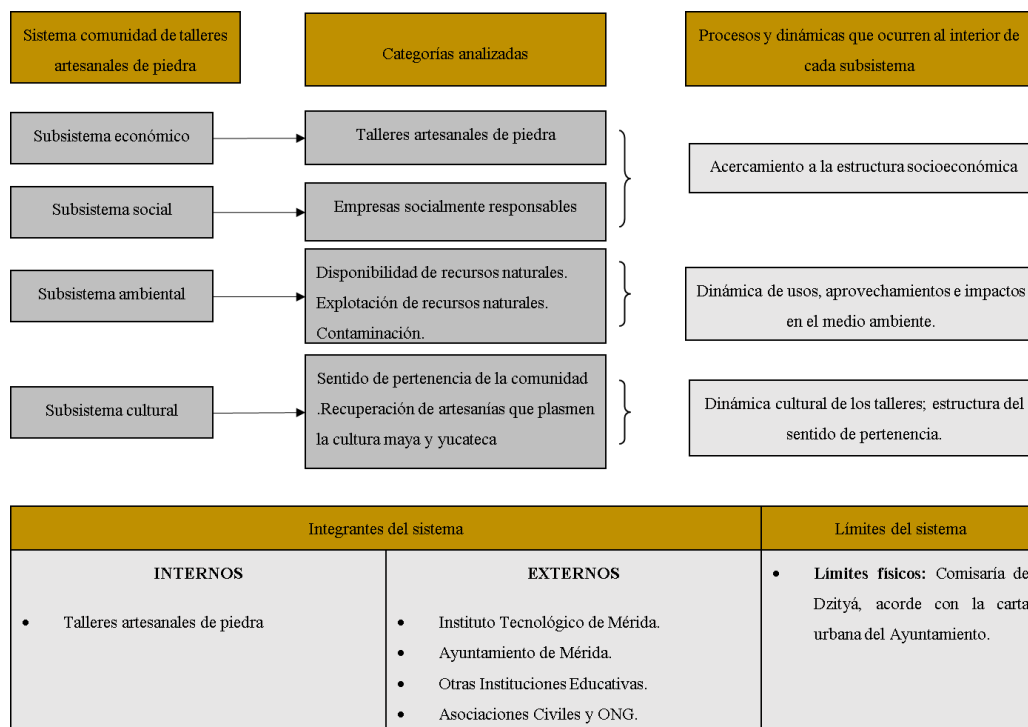 Sistema comunidad de talleres
artesanales de piedra
Categorías analizadas
Procesos y dinámicas que ocurren al interior de
cada subsistema
Subsistema económico
Talleres artesanales de piedra
Acercamiento a la estructura socioeconómica
Subsistema social
Empresas socialmente responsables
Subsistema ambiental
Disponibilidad de recursos naturales.
Explotación de recursos naturales.
Contaminación.
Dinámica de usos, aprovechamientos e impactos
en el medio ambiente.
Subsistema cultural
Sentido de pertenencia de la comunidad
.Recuperación de artesanías que plasmen
la cultura maya y yucateca
Dinámica cultural de los talleres; estructura del
sentido de pertenencia.
Integrantes del sistema
Límites del sistema
INTERNOS
• Talleres artesanales de piedra
EXTERNOS
• Instituto Tecnológico de Mérida.
• Ayuntamiento de Mérida.
• Otras Instituciones Educativas.
• Asociaciones Civiles y ONG.
• Límites físicos: Comisaría de
Dzityá, acorde con la carta
urbana del Ayuntamiento.